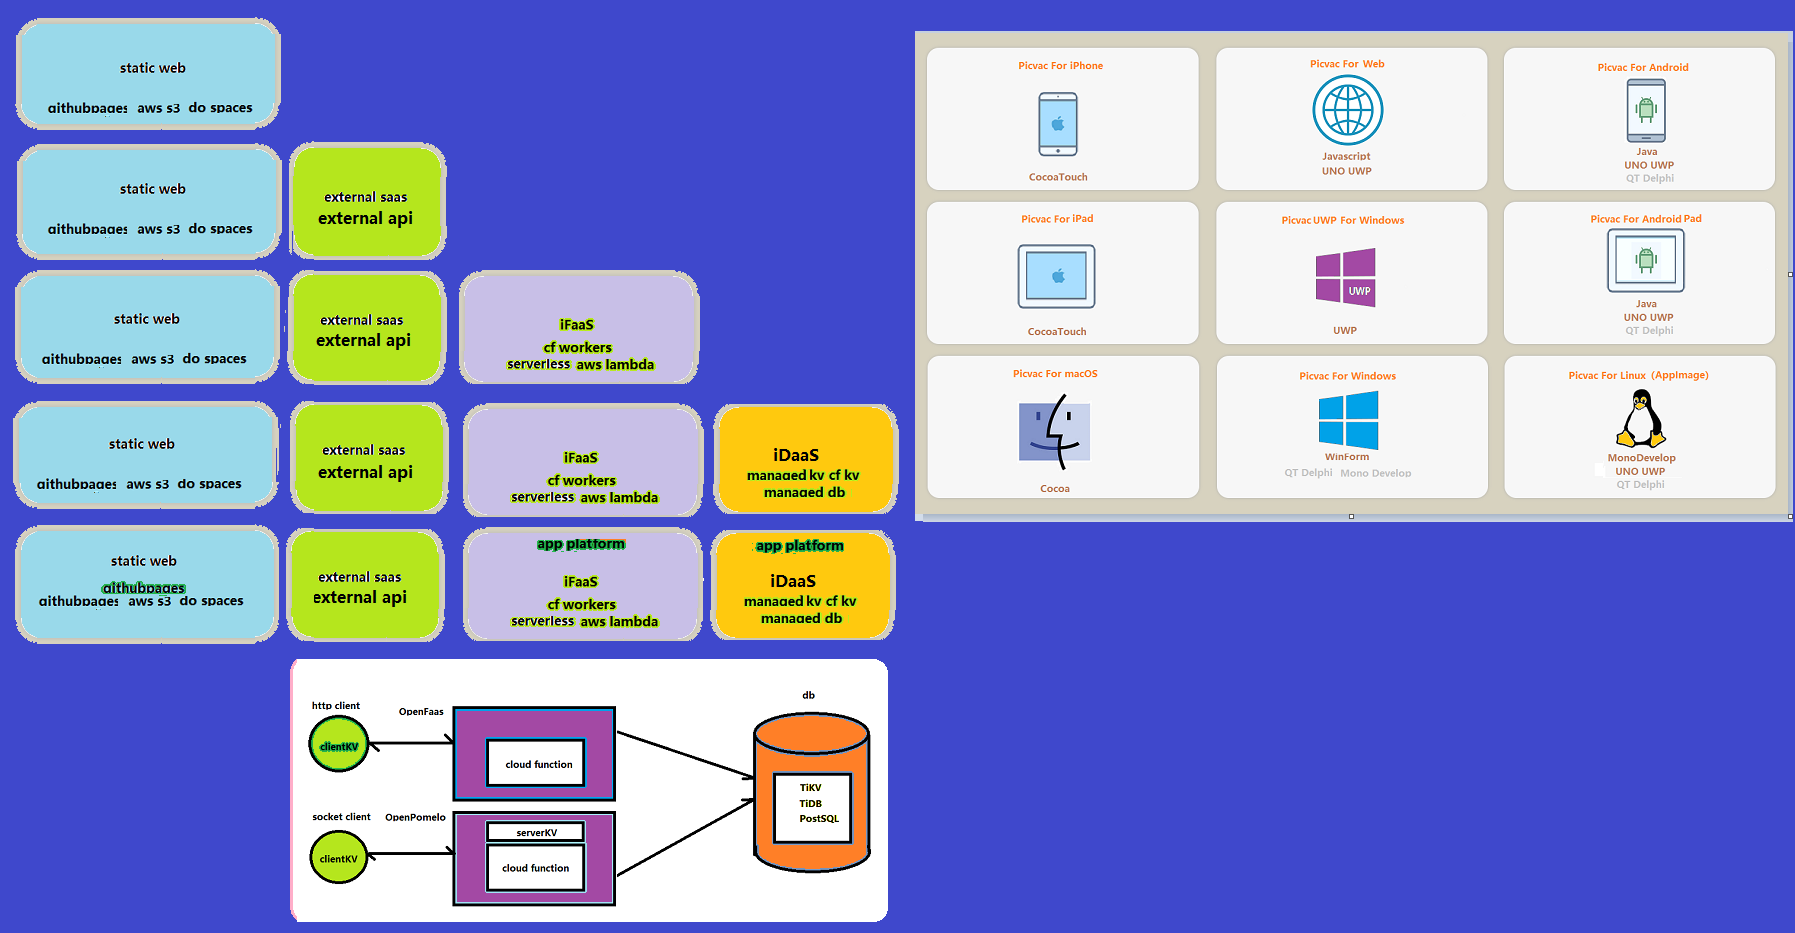 static web
githubpages aws s3 do spaces
static web
githubpages aws s3 do spaces
external saas
external api
static web
githubpages aws s3 do spaces
external saas
external api
iFaaS
cf workers
serverless aws lambda
static web
githubpages aws s3 do spaces
external saas
external api
iFaaS
cf workers
serverless aws lambda
iDaaS
managed kv cf kv
managed db
static web
githubpages
githubpages aws s3 do spaces
external saas
external api
app platform
iFaaS
cf workers
serverless aws lambda
app platform
iDaaS
managed kv cf kv
managed db
http client
clientKV
OpenFaas
cloud function
socket client
clientKV
OpenPomelo
serverKV
cloud function
db
TiKV
TiDB
PostSQL
Picvac For iPhone
CocoaTouch
Picvac For Web
Javascript
UNO UWP
Picvac For Android
Java
UNO UWP
QT Delphi
Picvac For iPad
CocoaTouch
Picvac UWP For Windows
UWP
UWP
Picvac For Android Pad
Java
UNO UWP
QT Delphi
Picvac For macOS
Cocoa
Picvac For Windows
WinForm
QT Delphi Mono Develop
Picvac For Linux (AppImage)
MonoDevelop
UNO UWP
QT Delphi